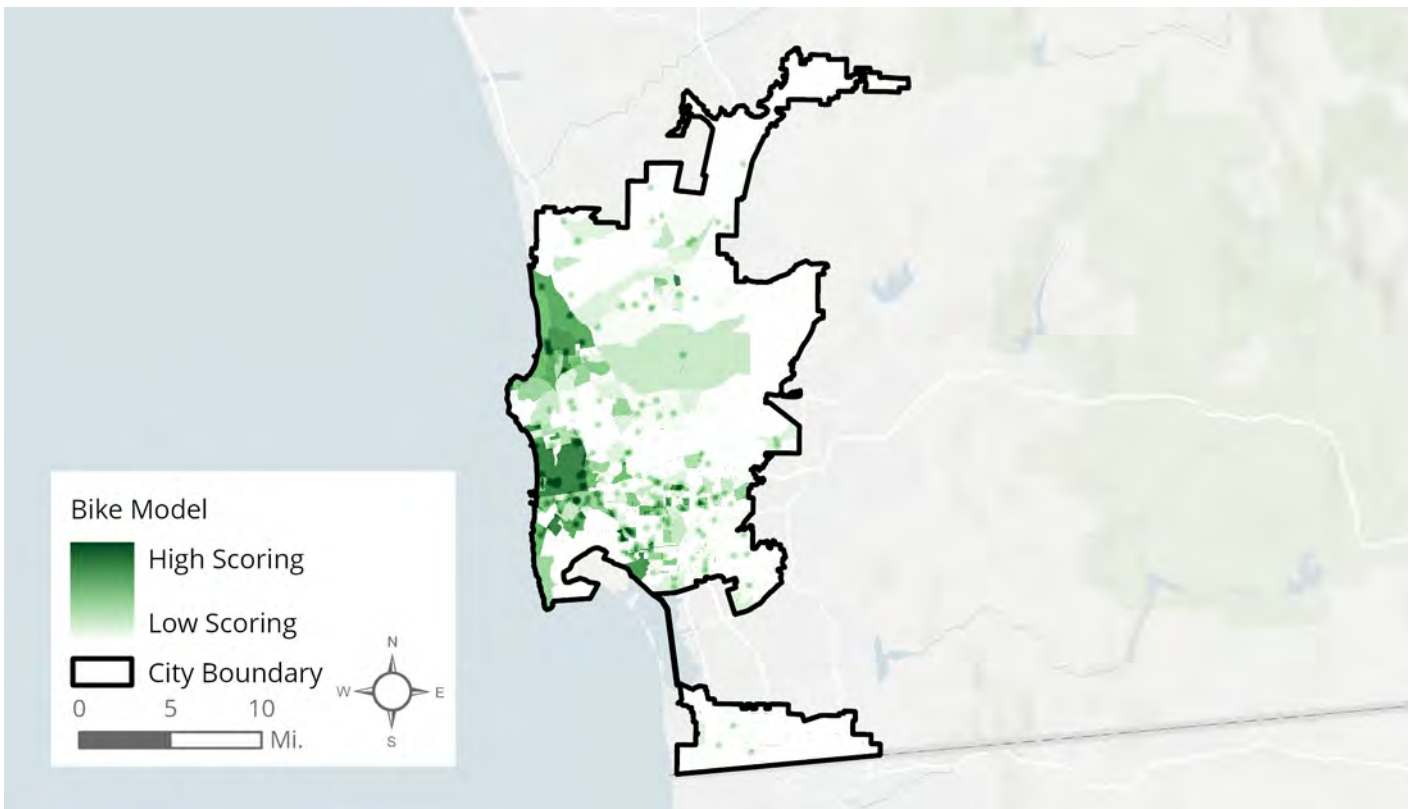 Bike Model
High Scoring
Low Scoring
City Boundary
0 5 10
Mi.
N
W E
S